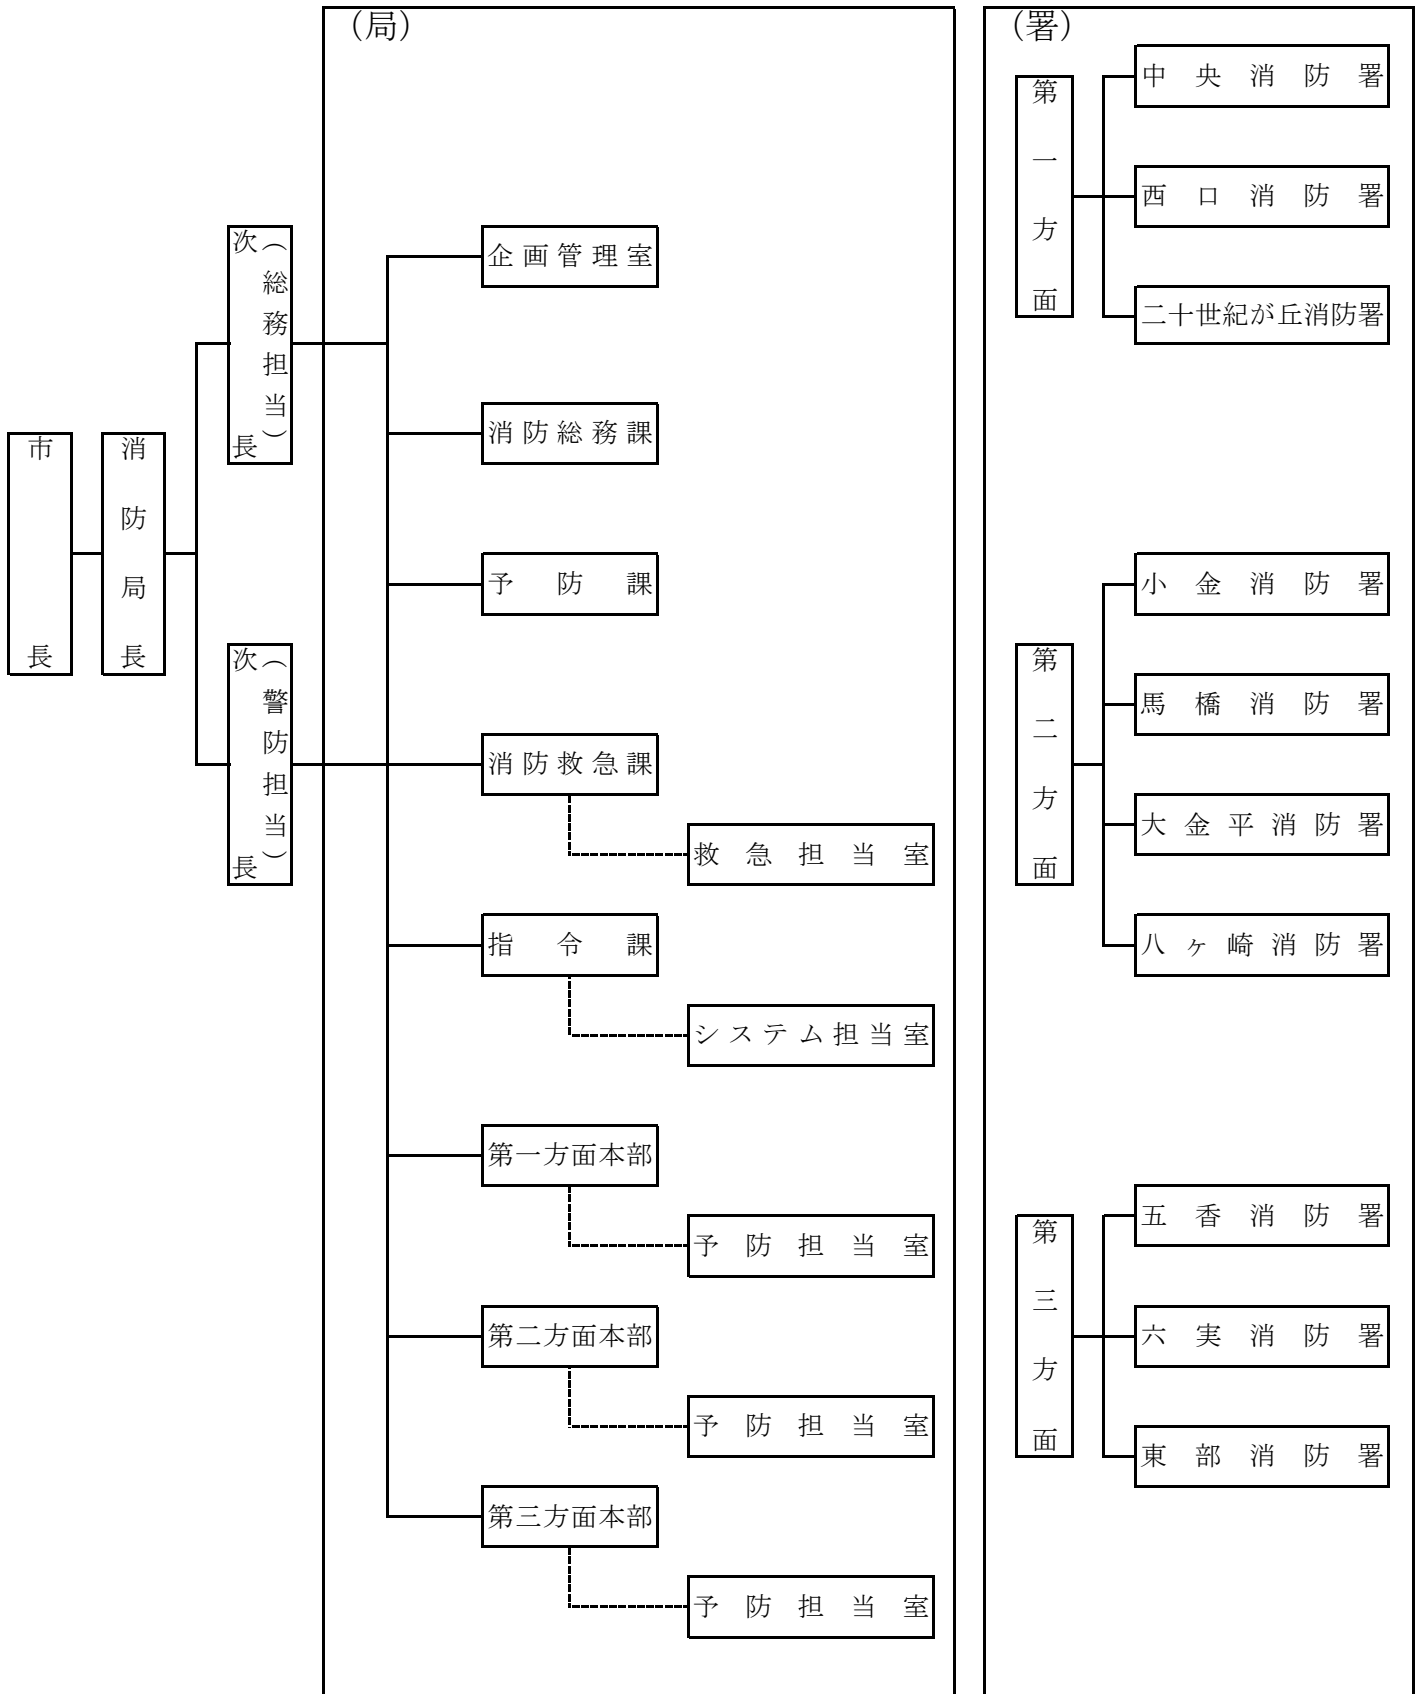 市長
消防局長
次長
（総務担当）
次長
（警防担当）
（局）
企画管理室
消防総務課
予防課
消防救急課
救急担当室
指令課
システム担当室
第一方面本部
予防担当室
第二方面本部
予防担当室
第三方面本部
予防担当室
（署）
第一方面
中央消防署
西口消防署
二十世紀が丘消防署
第二方面
小金消防署
馬橋消防署
大金平消防署
八ヶ崎消防署
第三方面
五香消防署
六実消防署
東部消防署